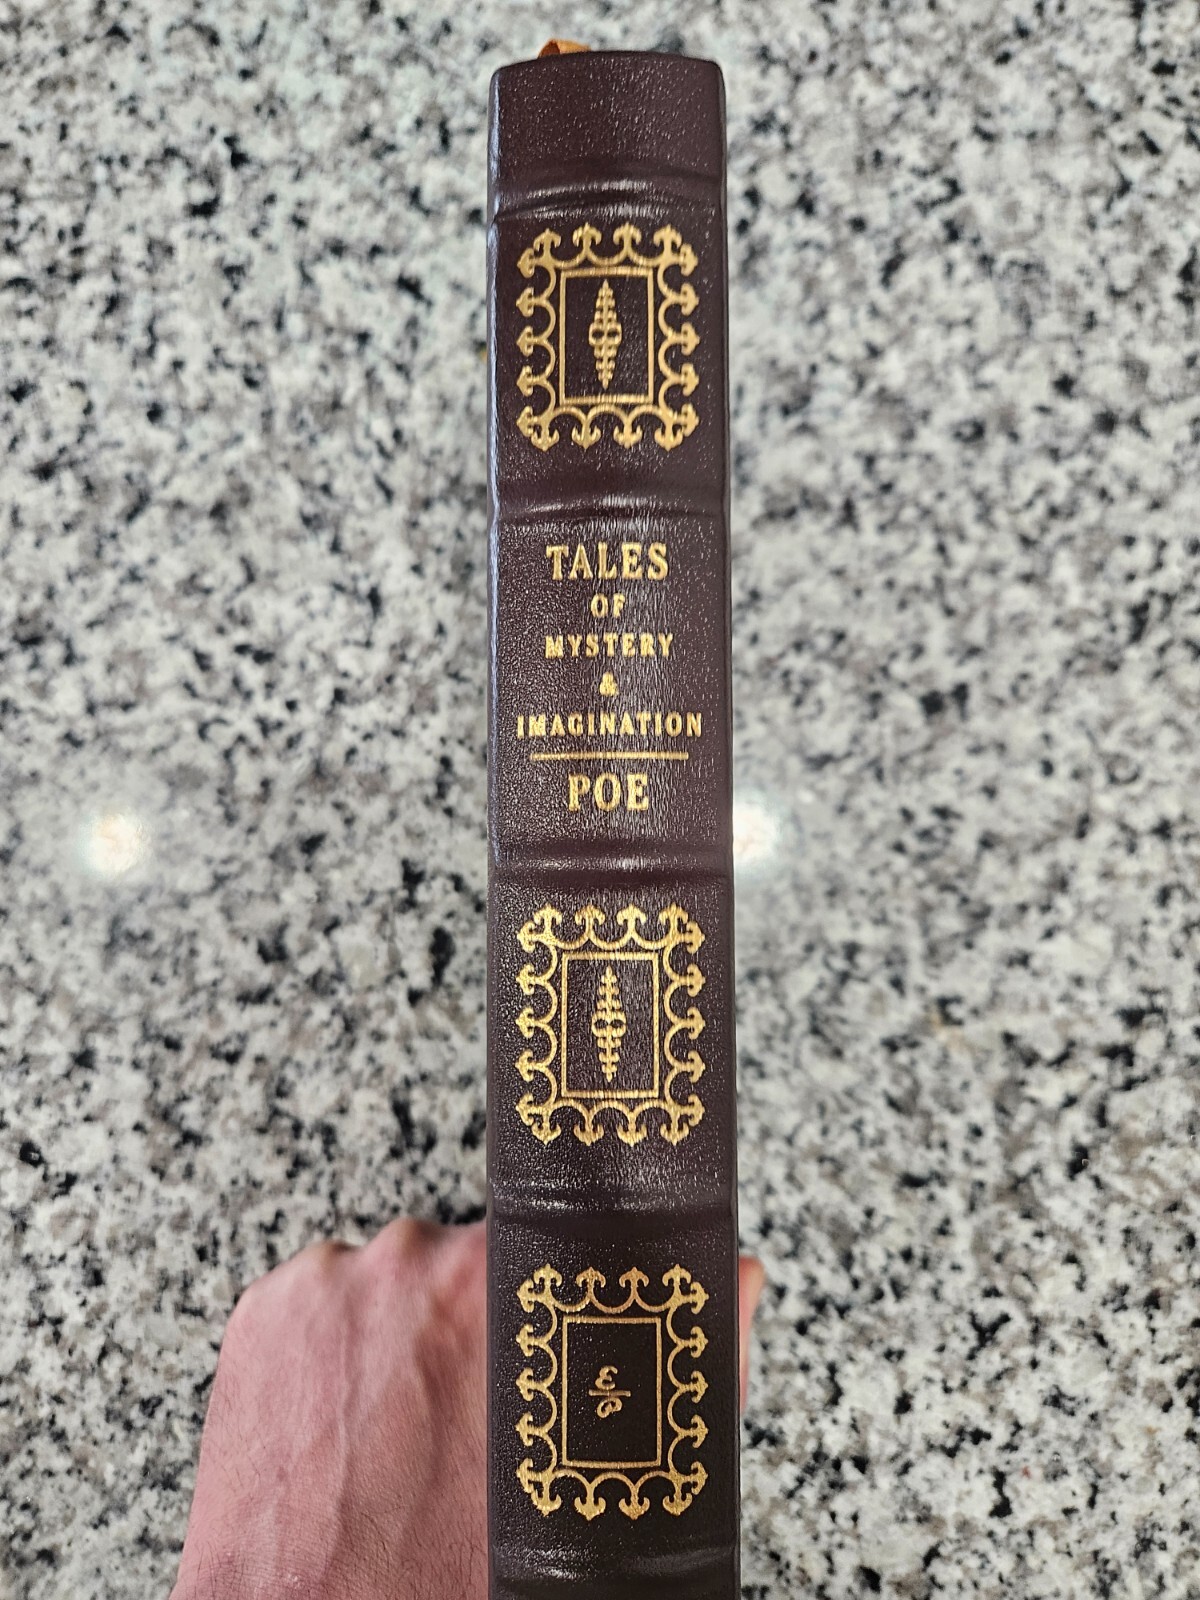 TALES
OF
MYSTERY
&
IMAGINATION
POE